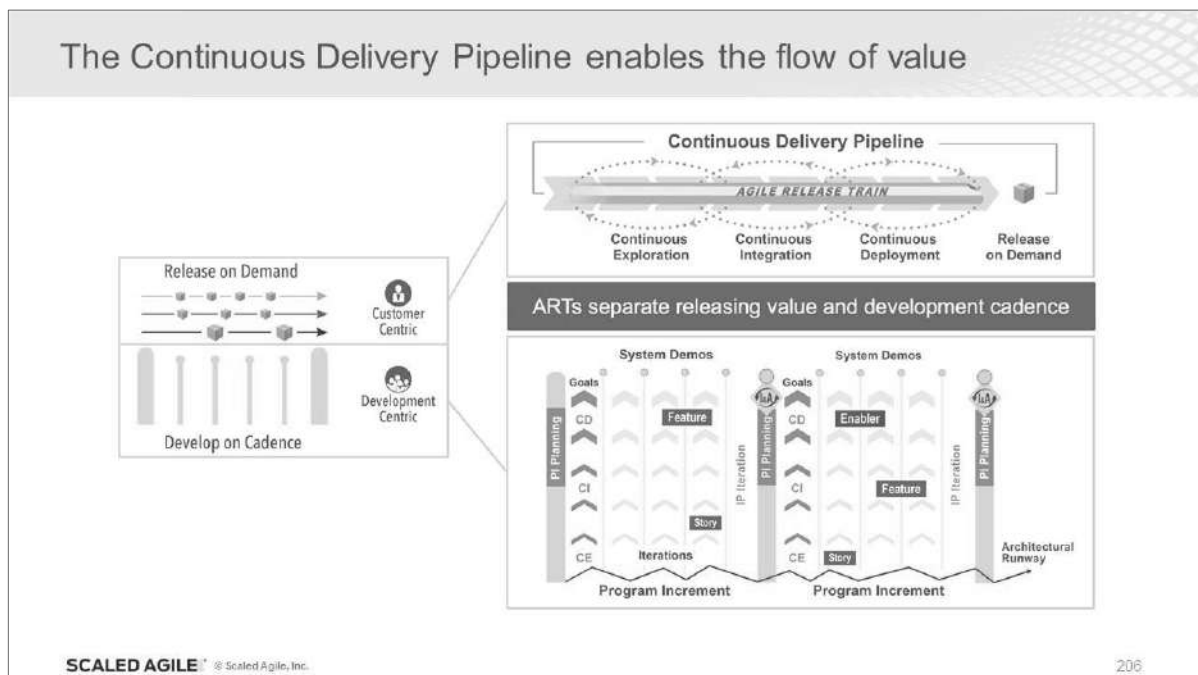 The Continuous Delivery Pipeline enables the flow of value
Release on Demand
Customer
Centric
Development
Centric
Develop on Cadence
Continuous Delivery Pipeline
AGILE RELEASE TRAIN
Continuous
Exploration
Continuous
Integration
Continuous
Deployment
Release
on Demand
ARTs separate releasing value and development cadence
System Demos
System Demos
PI Planning
Goals
CD
CI
CE
Feature
Story
Iterations
IP Iteration
I&A
PI Planning
Goals
CD
CI
CE
Enabler
Feature
Story
IP Iteration
I&A
PI Planning
Architectural
Runway
Program Increment
Program Increment
SCALED AGILE © Scaled Agile, Inc.
206